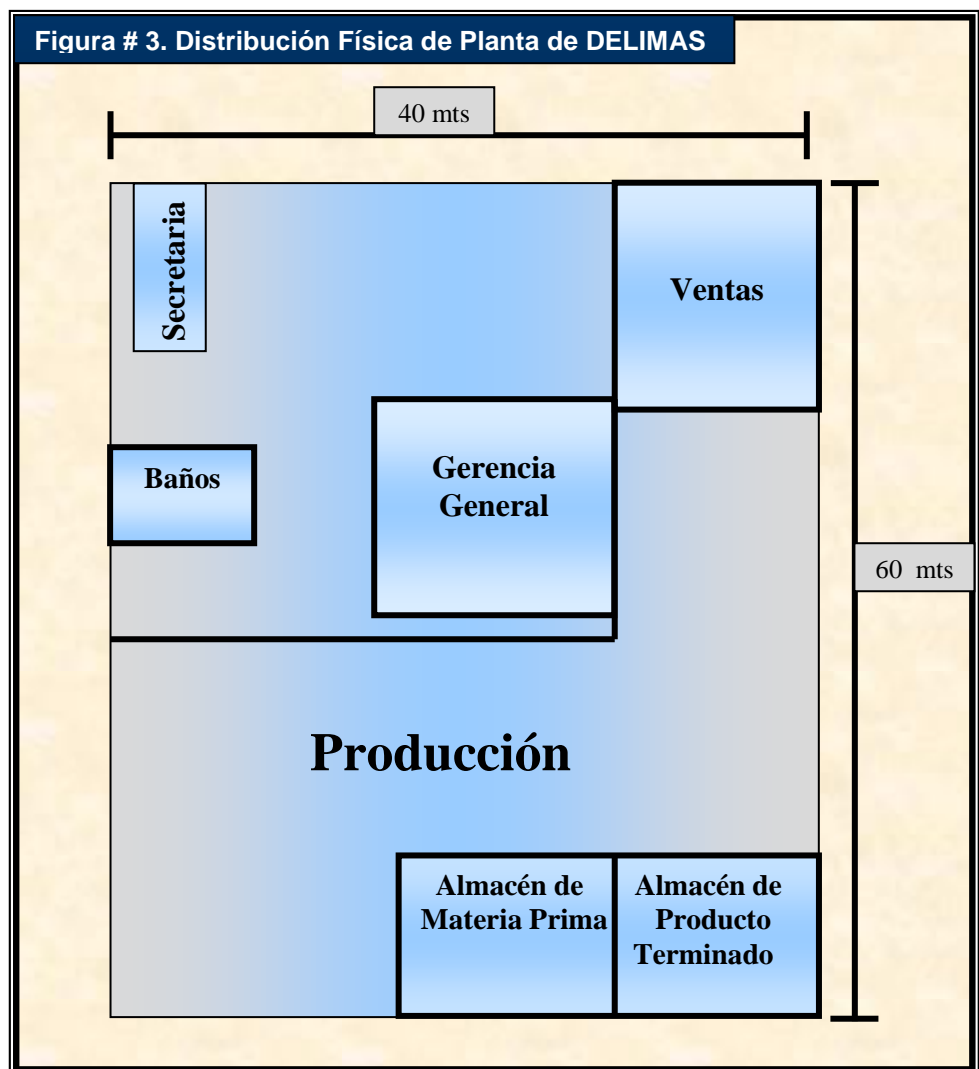 Figura # 3. Distribución Física de Planta de DELIMAS
40 mts
Secretaria
Ventas
Baños
Gerencia
General
60 mts
Producción
Almacén de
Materia Prima
Almacén de
Producto
Terminado